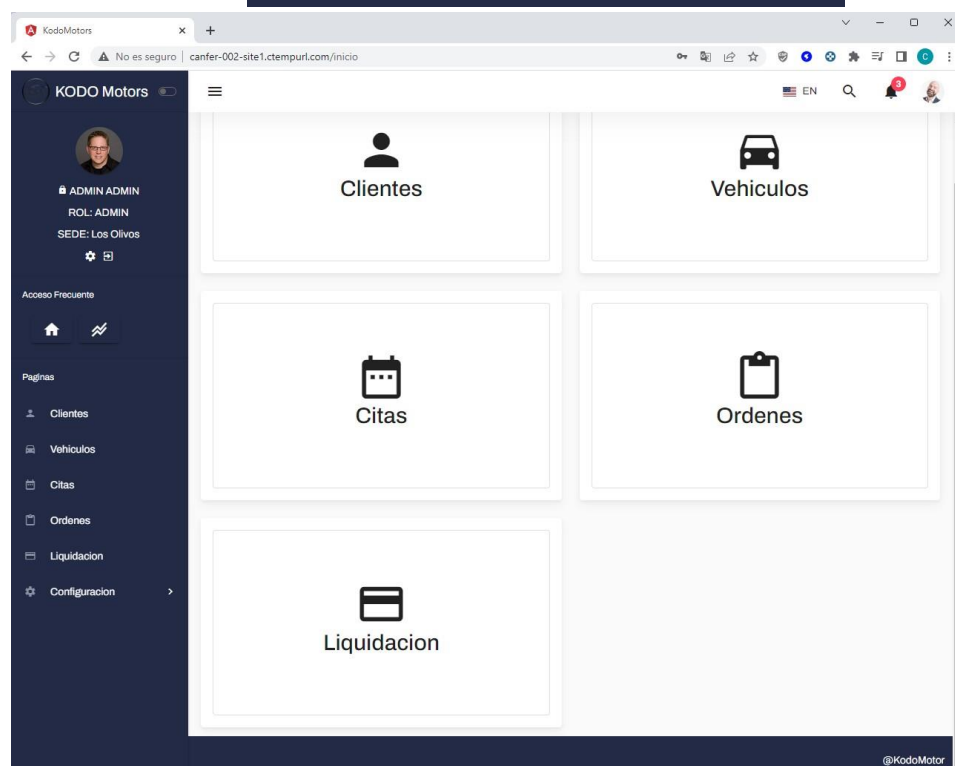 KodoMotors
No es seguro | canfer-002-site1.ctempurl.com/inicio
C
KODO Motors
EN
3
ADMIN ADMIN
ROL: ADMIN
SEDE: Los Olivos
Acceso Frecuente
Paginas
Clientes
Vehiculos
Citas
Ordenes
Liquidacion
Configuracion
Clientes
Vehiculos
Citas
Ordenes
Liquidacion
@KodoMotor